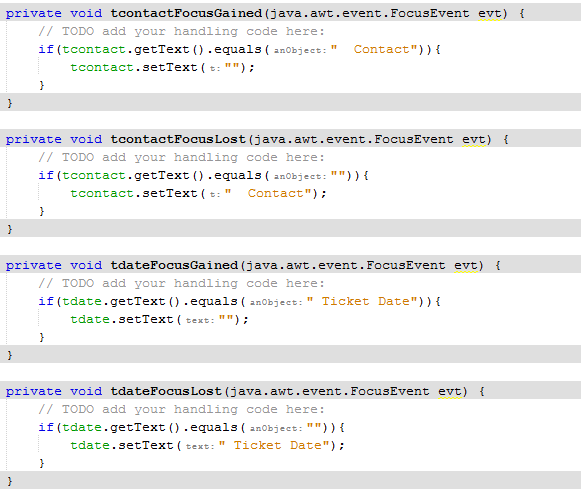 private void tcontactFocusGained(java.awt.event.FocusEvent evt) {
    // TODO add your handling code here:
    if(tcontact.getText().equals(anObject:"  Contact")){
        tcontact.setText(t:"");
    }
}
private void tcontactFocusLost(java.awt.event.FocusEvent evt) {
    // TODO add your handling code here:
    if(tcontact.getText().equals(anObject:"")){
        tcontact.setText(t:"  Contact");
    }
}
private void tdateFocusGained(java.awt.event.FocusEvent evt) {
    // TODO add your handling code here:
    if(tdate.getText().equals(anObject:" Ticket Date")){
        tdate.setText(text:"");
    }
}
private void tdateFocusLost(java.awt.event.FocusEvent evt) {
    // TODO add your handling code here:
    if(tdate.getText().equals(anObject:"")){
        tdate.setText(text:" Ticket Date");
    }
}